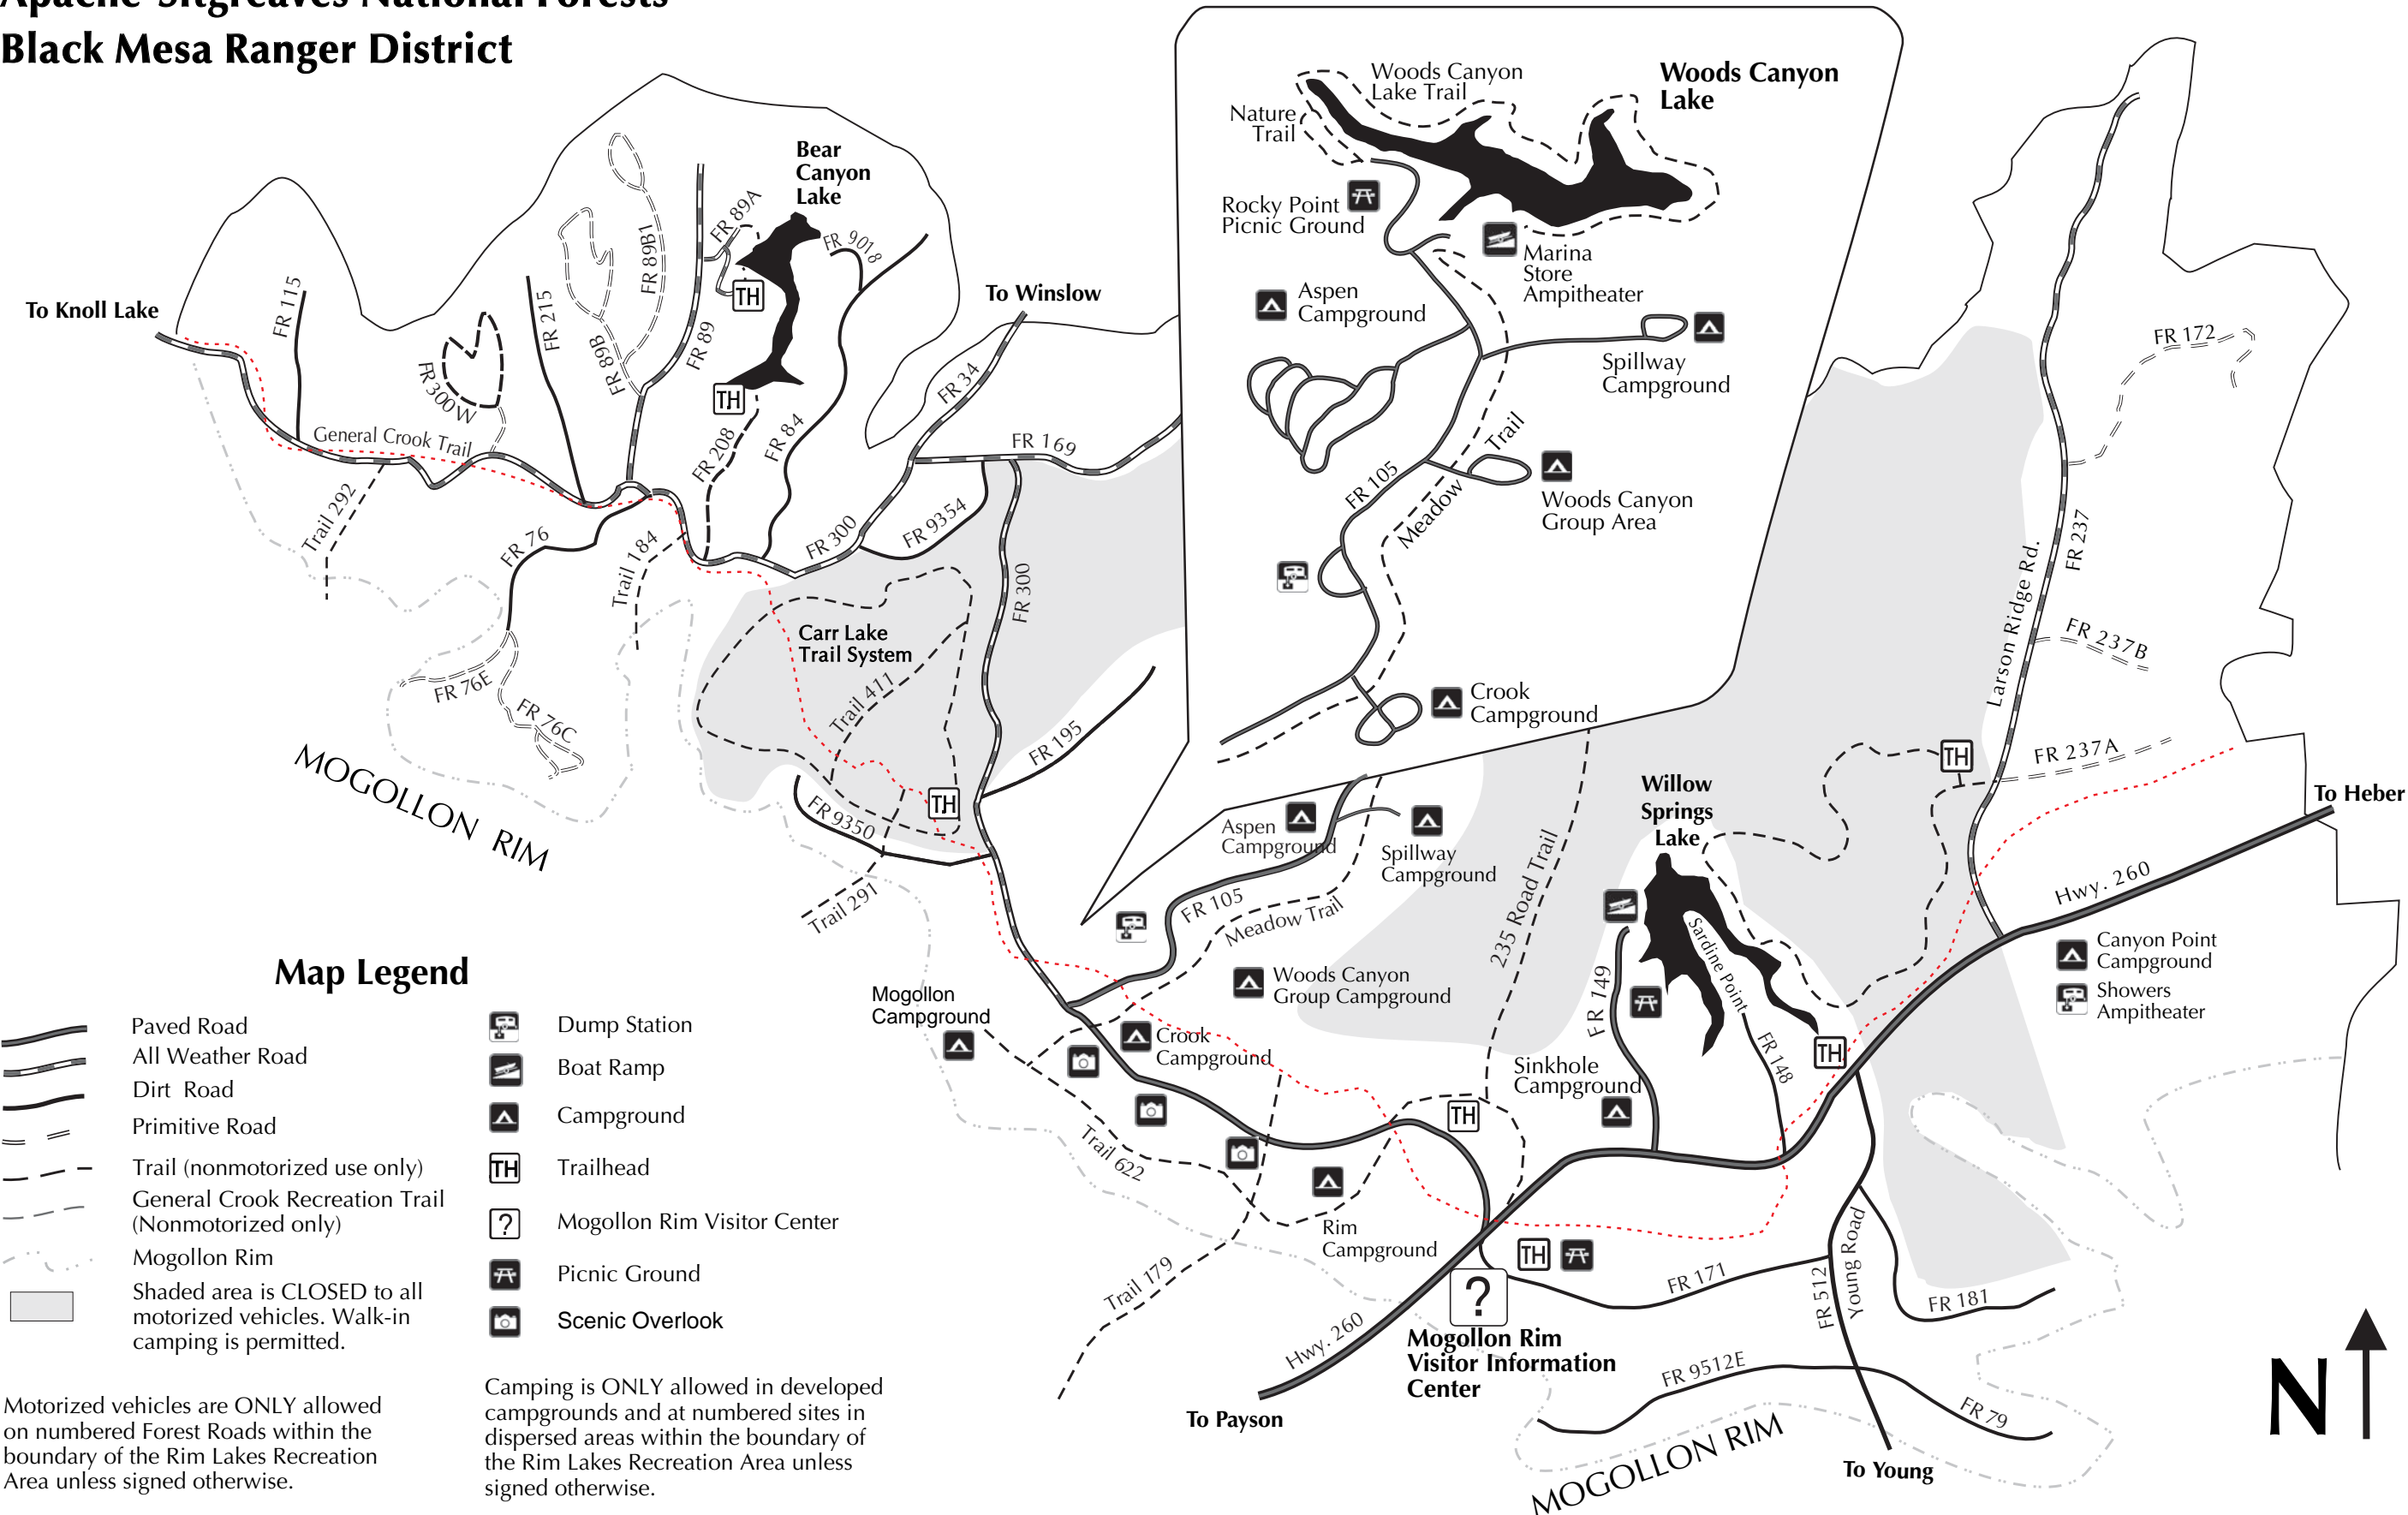 Apache-Sitgreaves National Forests
Black Mesa Ranger District
Woods Canyon
Lake Trail
Woods Canyon
Lake
Nature
Trail
Rocky Point
Picnic Ground
Marina
Store
Ampitheater
Aspen
Campground
Spillway
Campground
Trail
Meadow
FR 105
Woods Canyon
Group Area
Crook
Campground
Bear
Canyon
Lake
FR 89A
FR 9018
FR 89B1
TH
To Knoll Lake
FR 115
FR 215
FR 89
FR 89B
FR 300W
TH
To Winslow
FR 34
FR 169
General Crook Trail
FR 208
FR 84
Trail 292
FR 76
Trail 184
FR 300
FR 9354
FR 300
FR 172
FR 237
Larson Ridge Rd.
FR 237B
FR 237A
Carr Lake
Trail System
Trail 411
FR 76E
FR 76C
FR 195
TH
FR 9350
Trail 291
MOGOLLON RIM
TH
To Heber
Willow
Springs
Lake
Aspen
Campground
Spillway
Campground
FR 105
Meadow Trail
235 Road Trail
Sardine Point
Hwy. 260
Canyon Point
Campground
Showers
Ampitheater
Woods Canyon
Group Campground
FR 149
FR 148
TH
Mogollon
Campground
Crook
Campground
Sinkhole
Campground
TH
Trail 622
Rim
Campground
Trail 179
TH
FR 171
FR 512
Young Road
FR 181
?
Mogollon Rim
Visitor Information
Center
Hwy. 260
To Payson
FR 9512E
FR 79
MOGOLLON RIM
To Young
N
Map Legend
Paved Road
All Weather Road
Dirt Road
Primitive Road
Trail (nonmotorized use only)
General Crook Recreation Trail
(Nonmotorized only)
Mogollon Rim
Shaded area is CLOSED to all
motorized vehicles. Walk-in
camping is permitted.
Dump Station
Boat Ramp
Campground
TH
Trailhead
?
Mogollon Rim Visitor Center
Picnic Ground
Scenic Overlook
Motorized vehicles are ONLY allowed
on numbered Forest Roads within the
boundary of the Rim Lakes Recreation
Area unless signed otherwise.
Camping is ONLY allowed in developed
campgrounds and at numbered sites in
dispersed areas within the boundary of
the Rim Lakes Recreation Area unless
signed otherwise.